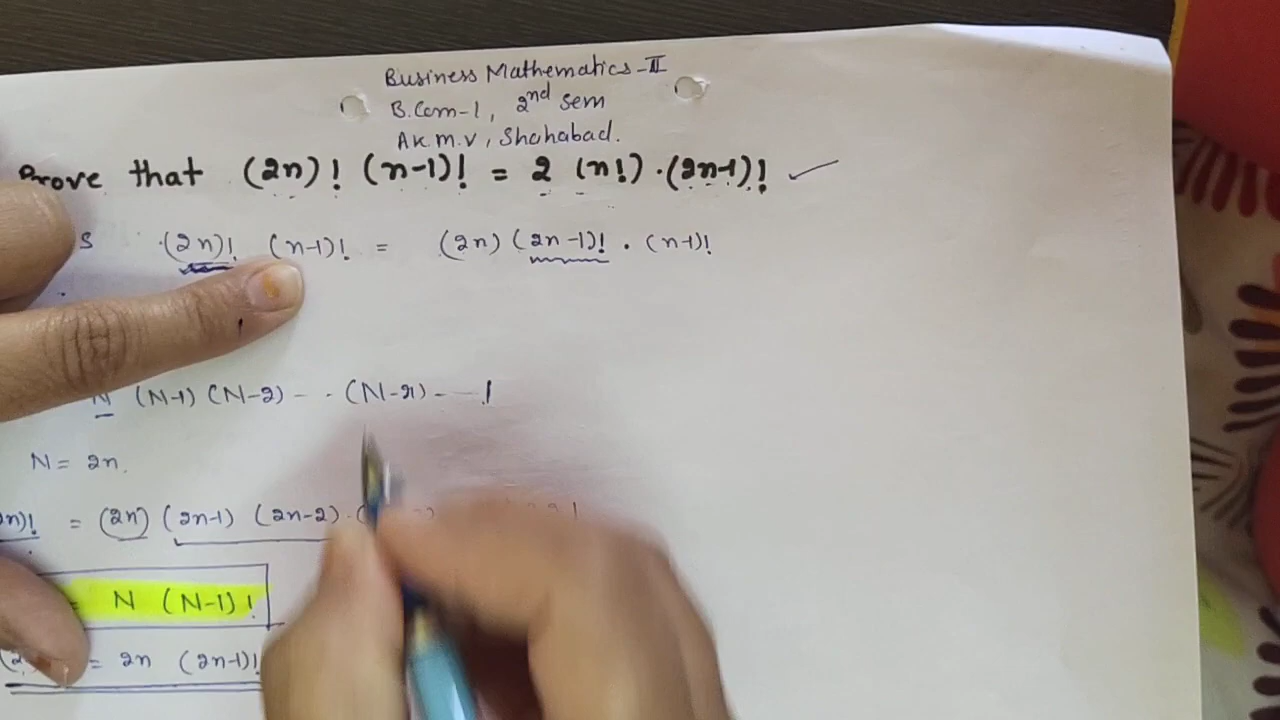 Business Mathematics-II
B.Com-1, 2nd Sem
A.K M.V, Shahabad.
Prove that (2n)! (n-1)! = 2 (n!) ·(2n-1)!
S (2n)! (n-1)! = (2n) (2n-1)! . (n-1)!
N (N-1) (N-2) - - (N-r) - - - 1
N = 2n.
2n)! = (2n) (2n-1) (2n-2)
= N (N-1)!
= 2n (2n-1)!